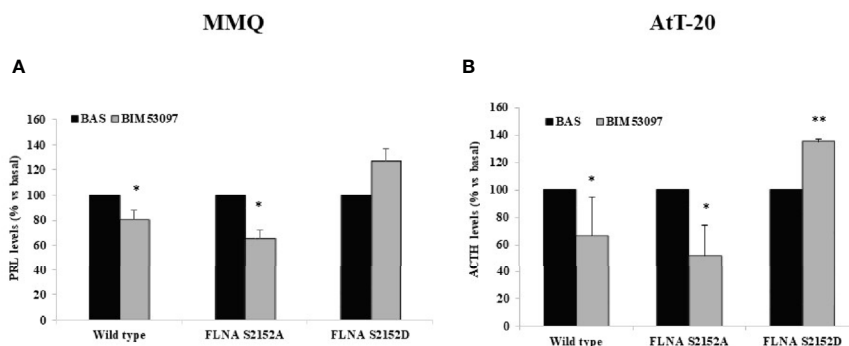 MMQ
AtT-20
A
B
BAS BIM53097
160
140
120
100
80
60
40
20
0
PRL levels (% vs basal)
*
*
Wild type FLNA S2152A FLNA S2152D
BAS BIM 53097
160
140
120
100
80
60
40
20
0
ACTH levels (% vs basal)
*
*
**
Wild type FLNA S2152A FLNA S2152D